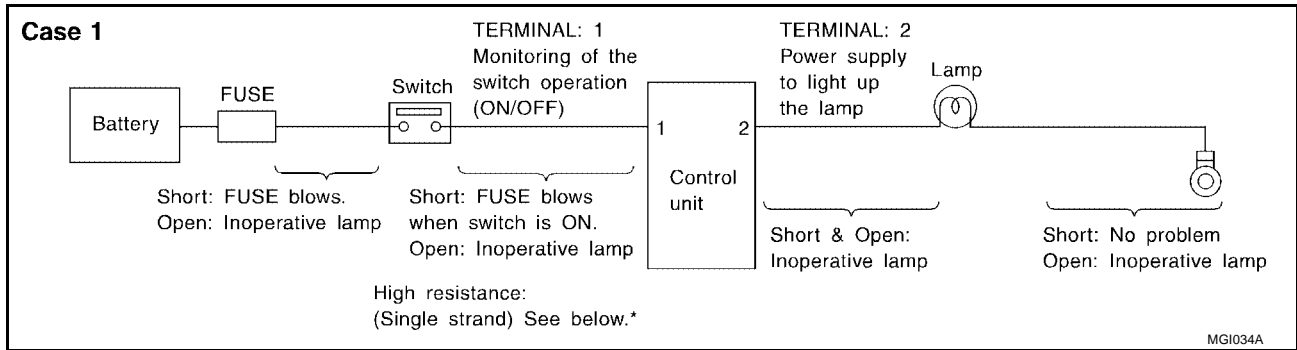 Case 1
TERMINAL: 1
Monitoring of the
switch operation
(ON/OFF)
TERMINAL: 2
Power supply
to light up
the lamp
Lamp
FUSE
Switch
Battery
1
2
Control
unit
Short: FUSE blows.
Open: Inoperative lamp
Short: FUSE blows
when switch is ON.
Open: Inoperative lamp
Short & Open:
Inoperative lamp
Short: No problem
Open: Inoperative lamp
High resistance:
(Single strand) See below.*
MGI034A